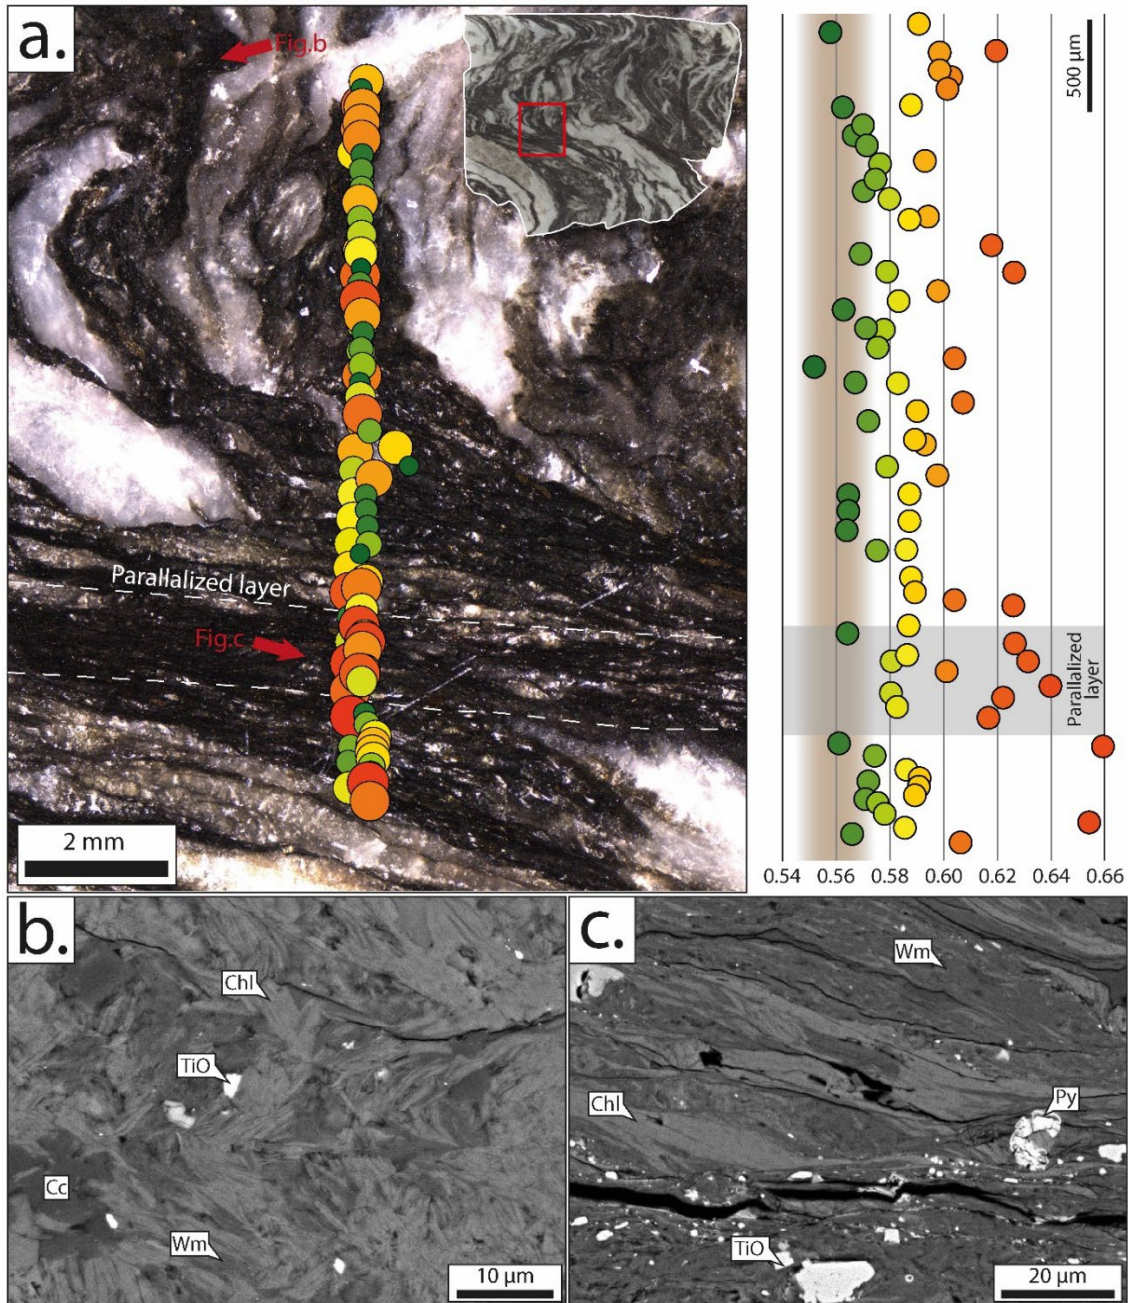 a.
Fig.b
500 µm
Parallalized layer
Fig.c
Parallalized
layer
2 mm
0.54 0.56 0.58 0.60 0.62 0.64 0.66
b.
Chl
TiO
Cc
Wm
10 µm
c.
Wm
Chl
Py
TiO
20 µm